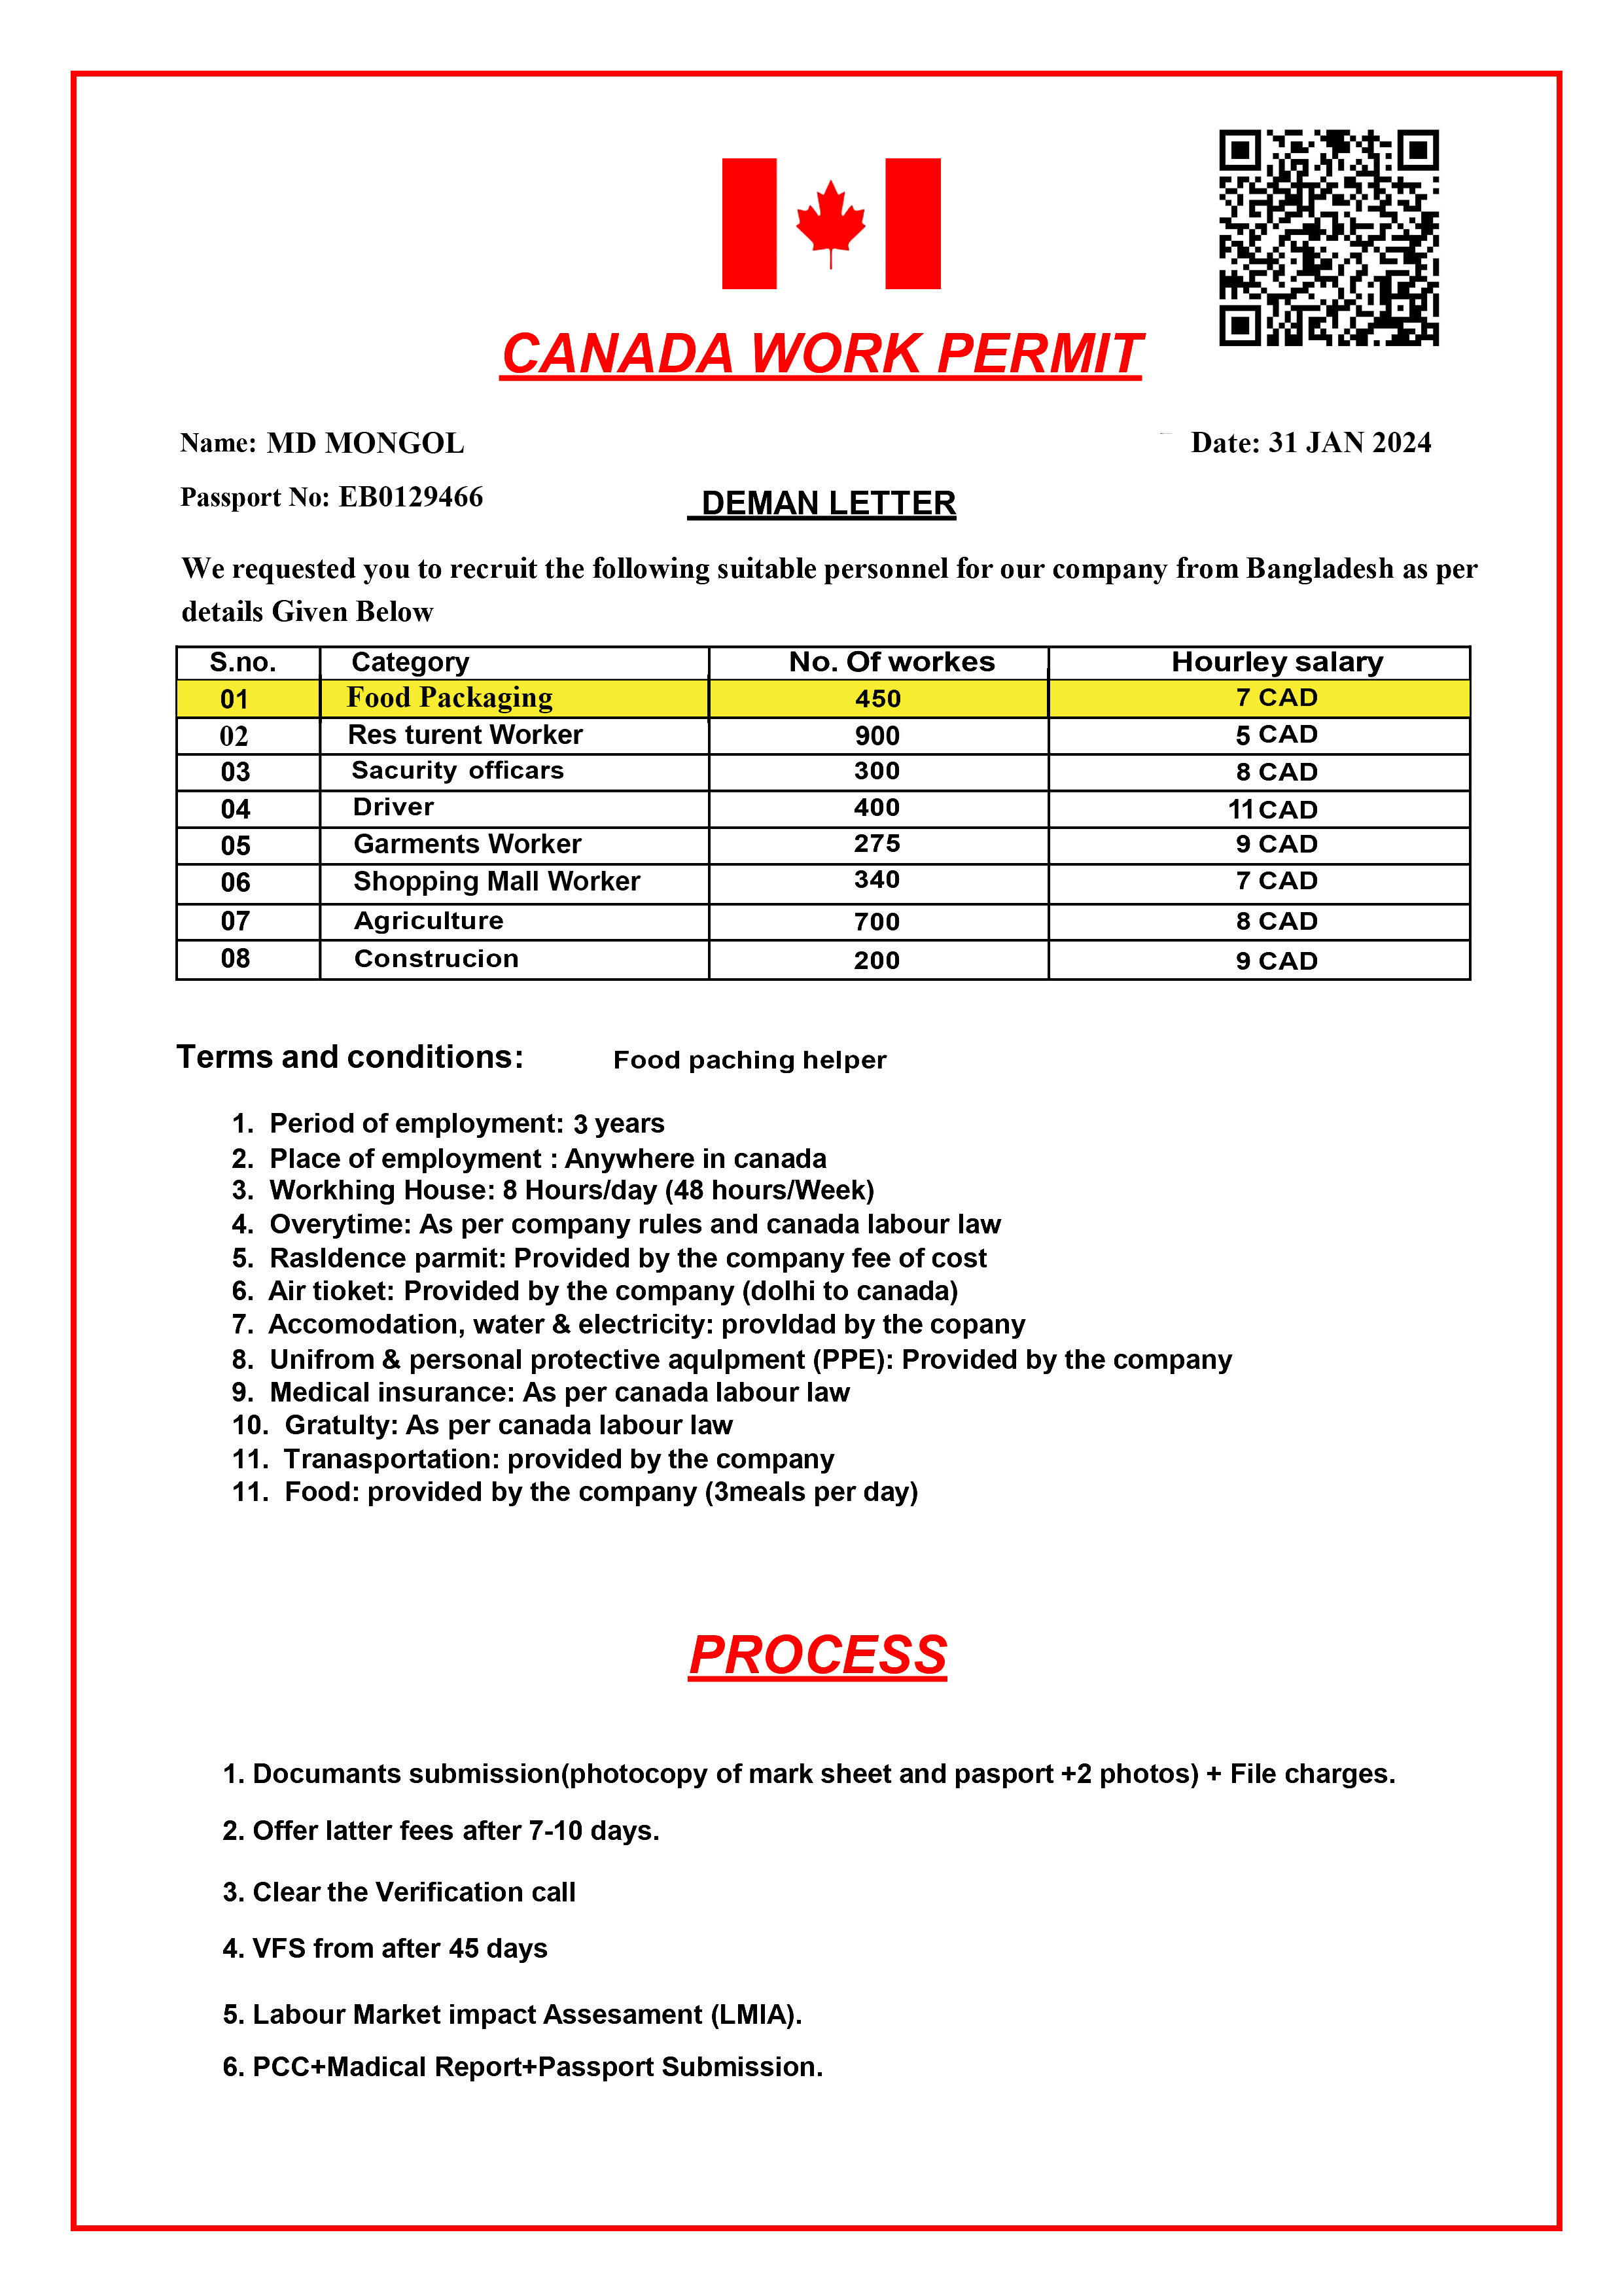 CANADA WORK PERMIT
Name: MD MONGOL
Date: 31 JAN 2024
Passport No: EB0129466
DEMAN LETTER
We requested you to recruit the following suitable personnel for our company from Bangladesh as per
details Given Below
S.no. Category No. Of workes Hourley salary
01 Food Packaging 450 7 CAD
02 Res turent Worker 900 5 CAD
03 Sacurity officars 300 8 CAD
04 Driver 400 11 CAD
05 Garments Worker 275 9 CAD
06 Shopping Mall Worker 340 7 CAD
07 Agriculture 700 8 CAD
08 Construcion 200 9 CAD
Terms and conditions: Food paching helper
1. Period of employment: 3 years
2. Place of employment : Anywhere in canada
3. Workhing House: 8 Hours/day (48 hours/Week)
4. Overytime: As per company rules and canada labour law
5. Rasldence parmit: Provided by the company fee of cost
6. Air tioket: Provided by the company (dolhi to canada)
7. Accomodation, water & electricity: provldad by the copany
8. Unifrom & personal protective aqulpment (PPE): Provided by the company
9. Medical insurance: As per canada labour law
10. Gratulty: As per canada labour law
11. Tranasportation: provided by the company
11. Food: provided by the company (3meals per day)
PROCESS
1. Documants submission(photocopy of mark sheet and pasport +2 photos) + File charges.
2. Offer latter fees after 7-10 days.
3. Clear the Verification call
4. VFS from after 45 days
5. Labour Market impact Assesament (LMIA).
6. PCC+Madical Report+Passport Submission.